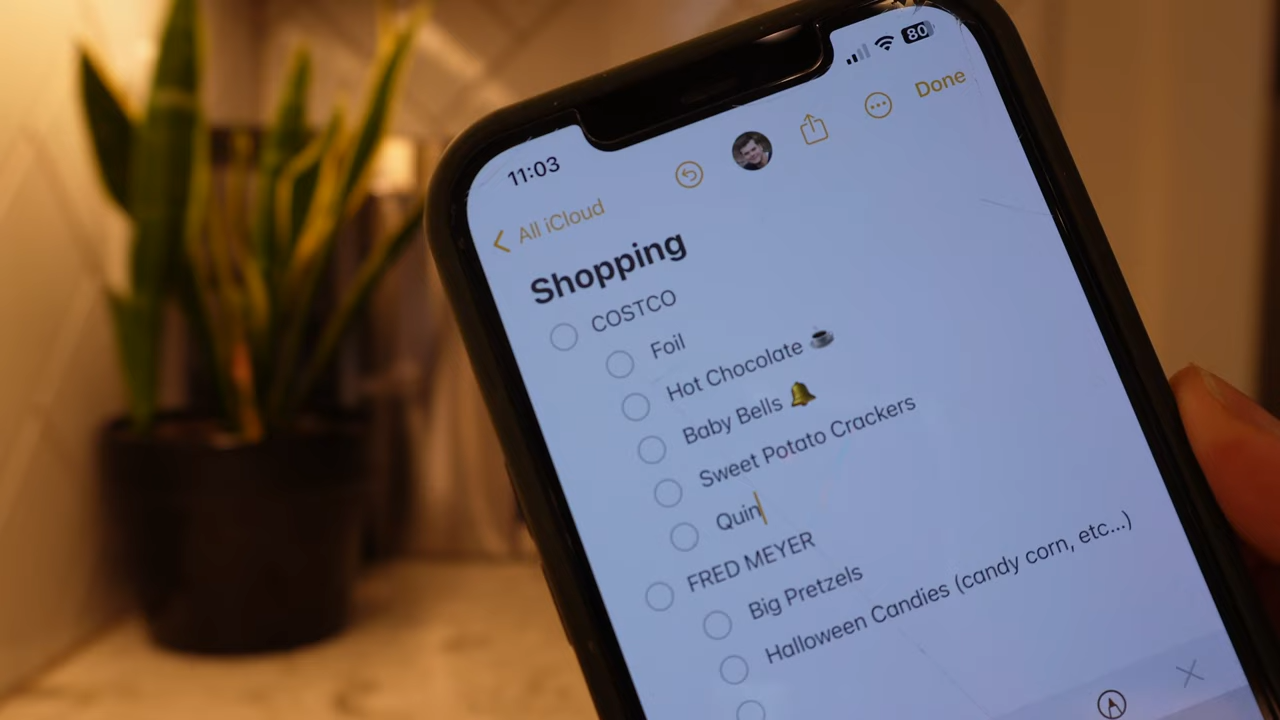 11:03
80
All iCloud
Done
Shopping
COSTCO
Foil
Hot Chocolate ☕
Baby Bells 🔔
Sweet Potato Crackers
Quin
FRED MEYER
Big Pretzels
Halloween Candies (candy corn, etc...)